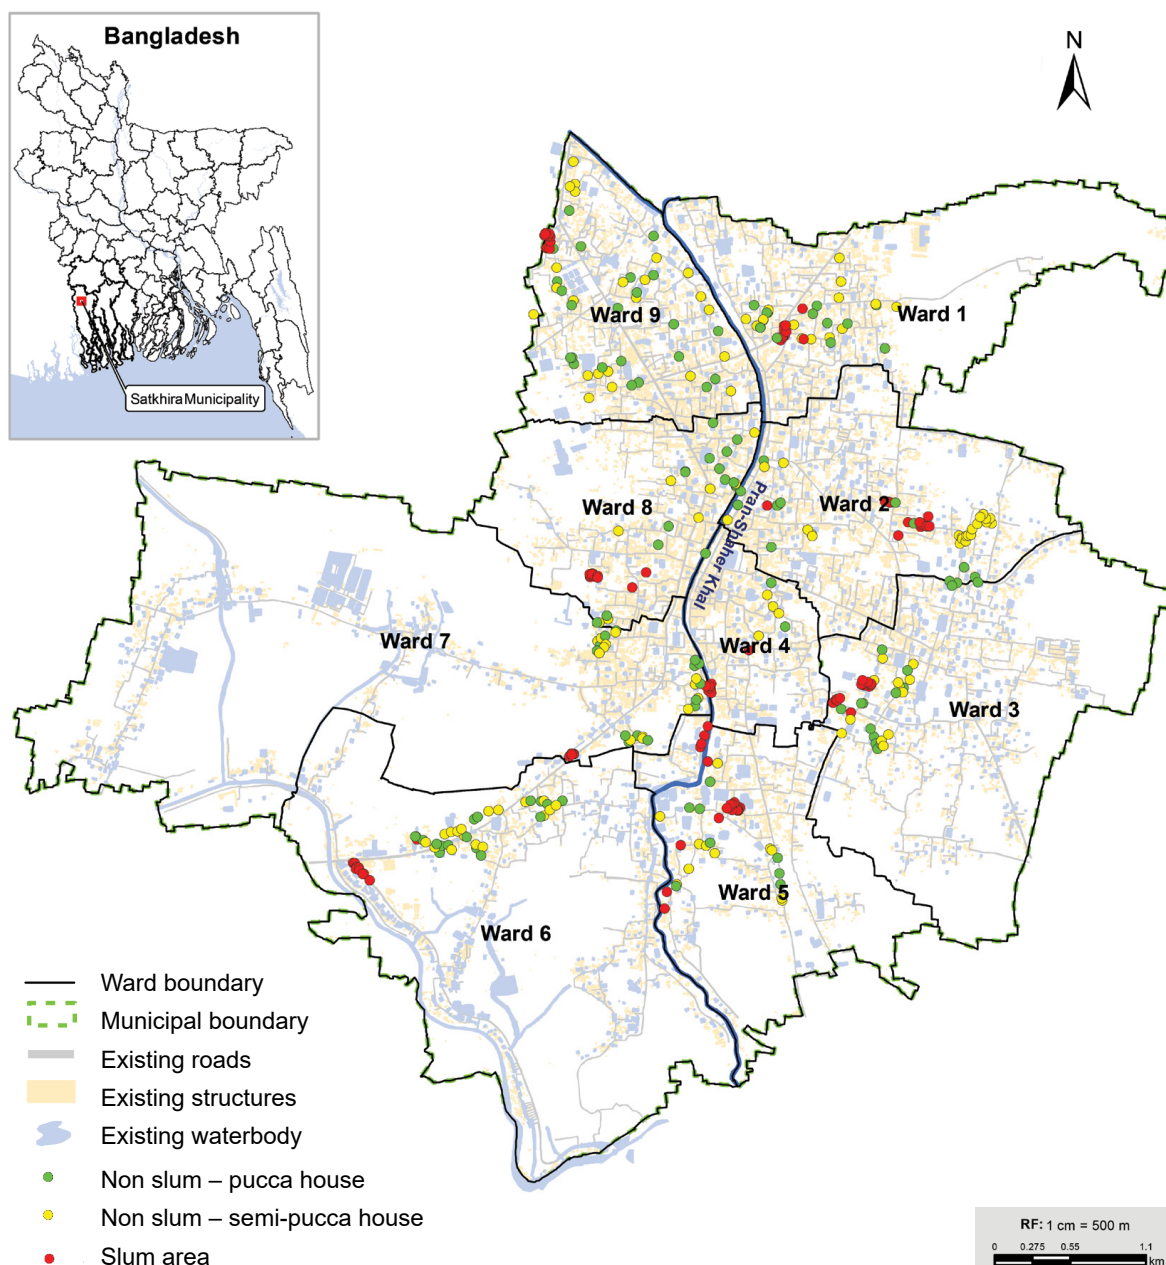 Bangladesh
Satkhira Municipality
N
Ward 9
Ward 1
Ward 8
Ward 2
Pran-Shaher Khal
Ward 7
Ward 4
Ward 3
Ward 5
Ward 6
Ward boundary
Municipal boundary
Existing roads
Existing structures
Existing waterbody
Non slum – pucca house
Non slum – semi-pucca house
Slum area
RF: 1 cm = 500 m
0 0.275 0.55 1.1
km